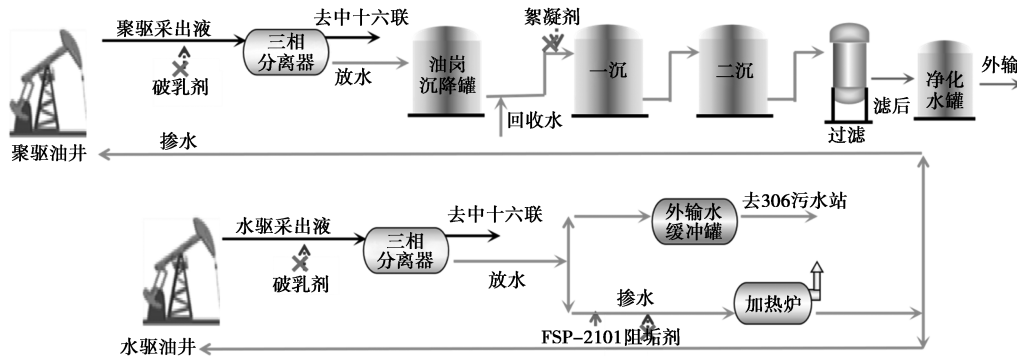 聚驱采出液
破乳剂
三相
分离器
去中十六联
放水
油岗
沉降罐
絮凝剂
回收水
一沉
二沉
过滤
滤后
净化
水罐
外输
掺水
聚驱油井
水驱采出液
破乳剂
三相
分离器
去中十六联
放水
外输水
缓冲罐
去306污水站
掺水
加热炉
FSP-2101阻垢剂
水驱油井